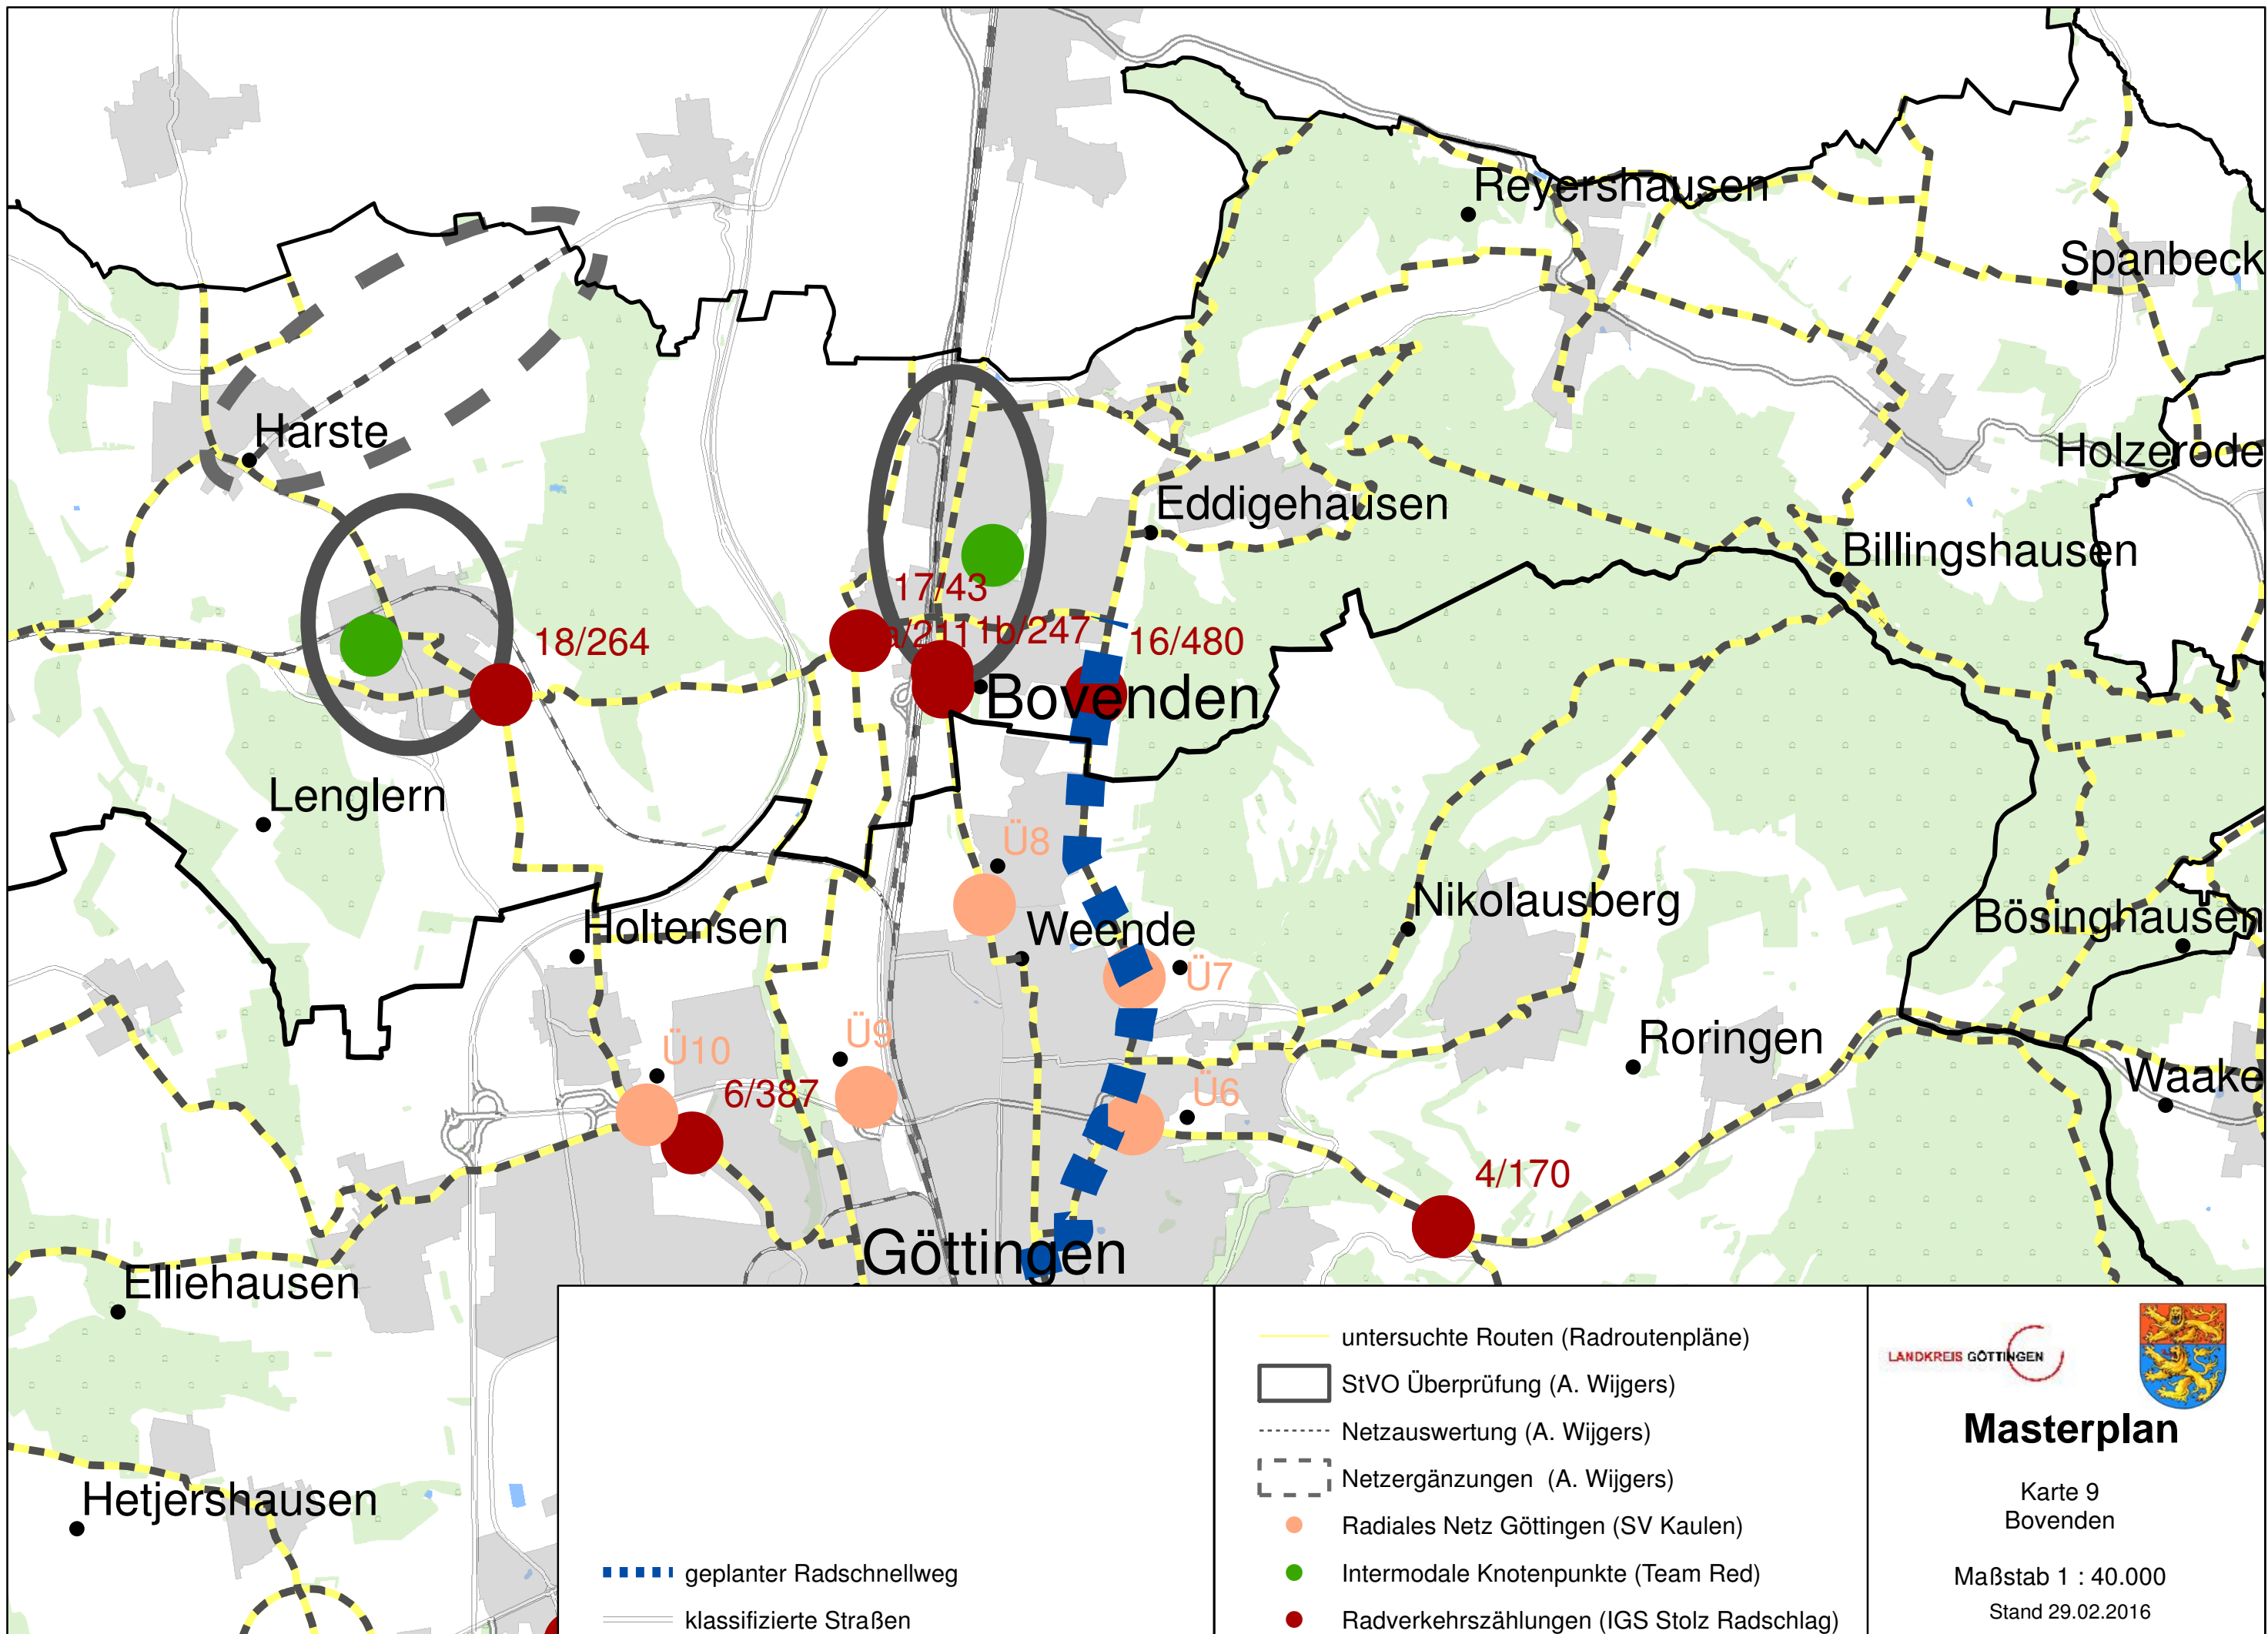 Reyershausen
Spanbeck
Harste
Holzerode
Eddigehausen
Billingshausen
17/43
18/264
a/211
1b/247
16/480
Bovenden
Lenglern
Ü8
Nikolausberg
Bösinghausen
Holtensen
Weende
Ü7
Ü9
Ü10
Roringen
Waake
6/387
Ü6
4/170
Göttingen
Elliehausen
Hetjershausen
geplanter Radschnellweg
klassifizierte Straßen
untersuchte Routen (Radroutenpläne)
StVO Überprüfung (A. Wijgers)
Netzauswertung (A. Wijgers)
Netzergänzungen (A. Wijgers)
Radiales Netz Göttingen (SV Kaulen)
Intermodale Knotenpunkte (Team Red)
Radverkehrszählungen (IGS Stolz Radschlag)
LANDKREIS GÖTTINGEN
Masterplan
Karte 9
Bovenden
Maßstab 1 : 40.000
Stand 29.02.2016